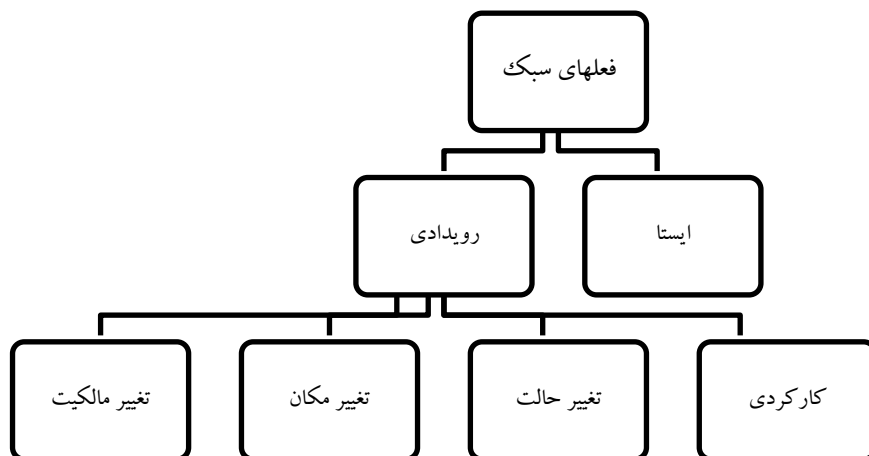 فعلهای سبک
ایستا
رویدادی
کارکردی
تغییر حالت
تغییر مکان
تغییر مالکیت